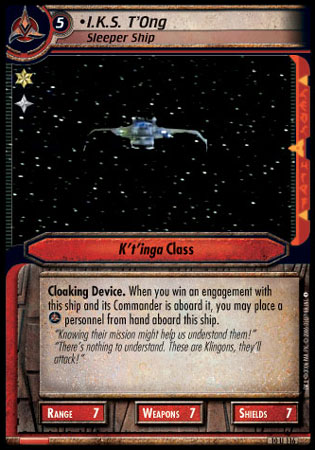 5
•I.K.S. T'Ong
Sleeper Ship
K't'inga Class
Cloaking Device. When you win an engagement with
this ship and its Commander is aboard it, you may place a
personnel from hand aboard this ship.
"Knowing their mission might help us understand them!"
"There's nothing to understand. These are Klingons, they'll
attack!"
Range 7 Weapons 7 Shields 7